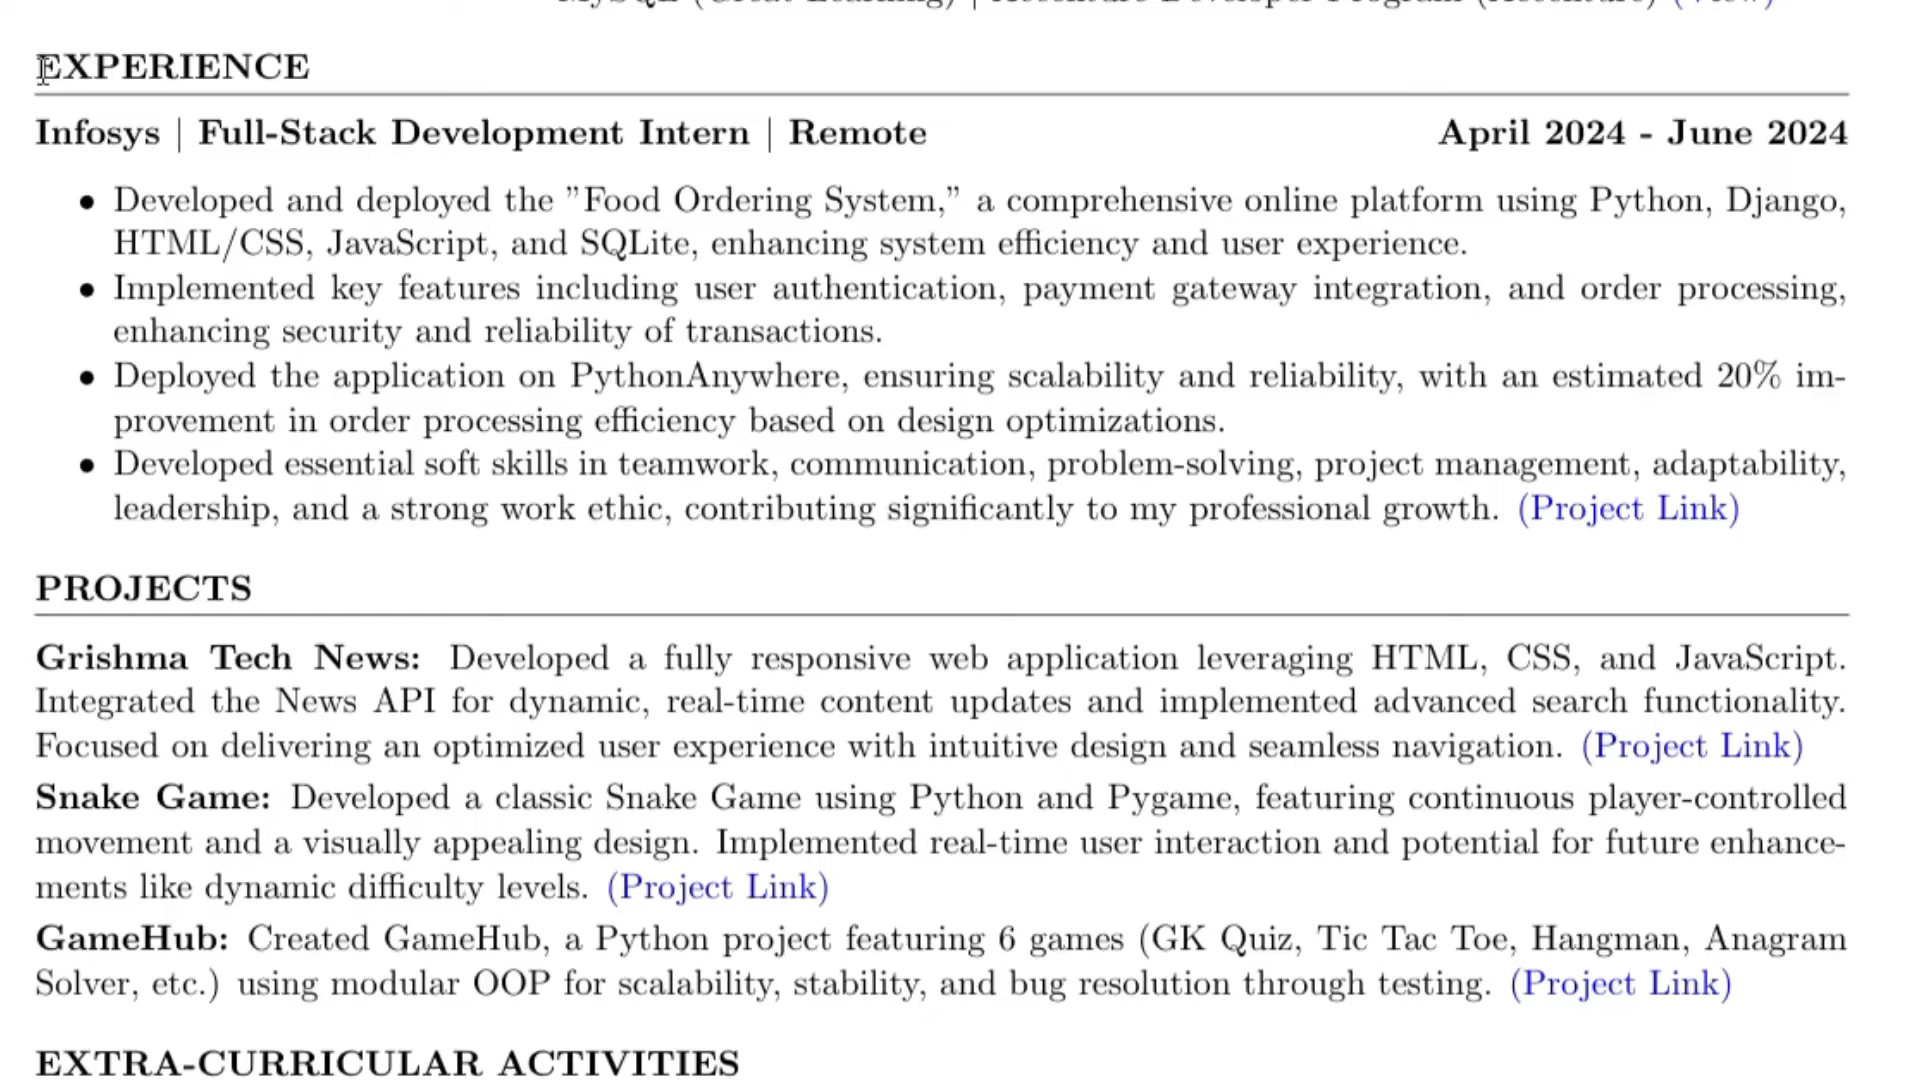 MySQL (Great Learning) | Accenture Developer Program (Accenture) (View)
EXPERIENCE
Infosys | Full-Stack Development Intern | Remote April 2024 - June 2024
• Developed and deployed the ”Food Ordering System,” a comprehensive online platform using Python, Django,
HTML/CSS, JavaScript, and SQLite, enhancing system efficiency and user experience.
• Implemented key features including user authentication, payment gateway integration, and order processing,
enhancing security and reliability of transactions.
• Deployed the application on PythonAnywhere, ensuring scalability and reliability, with an estimated 20% im-
provement in order processing efficiency based on design optimizations.
• Developed essential soft skills in teamwork, communication, problem-solving, project management, adaptability,
leadership, and a strong work ethic, contributing significantly to my professional growth. (Project Link)
PROJECTS
Grishma Tech News: Developed a fully responsive web application leveraging HTML, CSS, and JavaScript.
Integrated the News API for dynamic, real-time content updates and implemented advanced search functionality.
Focused on delivering an optimized user experience with intuitive design and seamless navigation. (Project Link)
Snake Game: Developed a classic Snake Game using Python and Pygame, featuring continuous player-controlled
movement and a visually appealing design. Implemented real-time user interaction and potential for future enhance-
ments like dynamic difficulty levels. (Project Link)
GameHub: Created GameHub, a Python project featuring 6 games (GK Quiz, Tic Tac Toe, Hangman, Anagram
Solver, etc.) using modular OOP for scalability, stability, and bug resolution through testing. (Project Link)
EXTRA-CURRICULAR ACTIVITIES